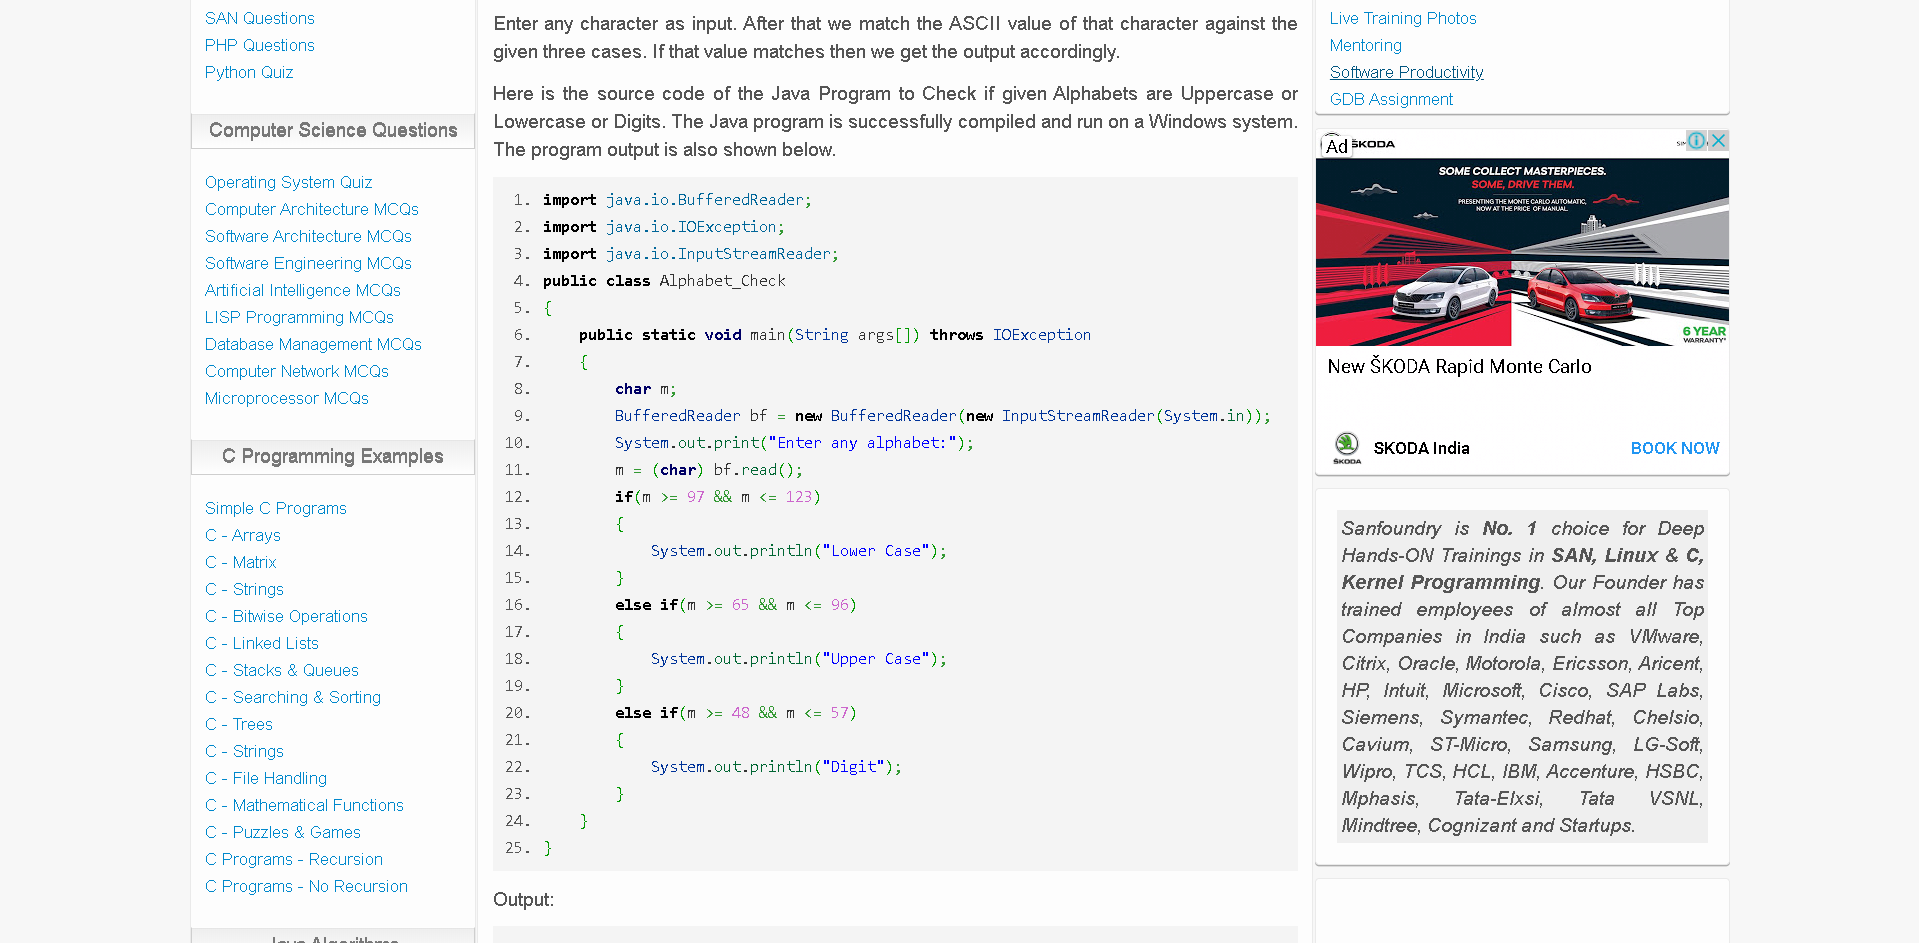 SAN Questions
PHP Questions
Python Quiz
Computer Science Questions
Operating System Quiz
Computer Architecture MCQs
Software Architecture MCQs
Software Engineering MCQs
Artificial Intelligence MCQs
LISP Programming MCQs
Database Management MCQs
Computer Network MCQs
Microprocessor MCQs
C Programming Examples
Simple C Programs
C - Arrays
C - Matrix
C - Strings
C - Bitwise Operations
C - Linked Lists
C - Stacks & Queues
C - Searching & Sorting
C - Trees
C - Strings
C - File Handling
C - Mathematical Functions
C - Puzzles & Games
C Programs - Recursion
C Programs - No Recursion
Java Algorithms
Enter any character as input. After that we match the ASCII value of that character against the
given three cases. If that value matches then we get the output accordingly.
Here is the source code of the Java Program to Check if given Alphabets are Uppercase or
Lowercase or Digits. The Java program is successfully compiled and run on a Windows system.
The program output is also shown below.
1. import java.io.BufferedReader;
2. import java.io.IOException;
3. import java.io.InputStreamReader;
4. public class Alphabet_Check
5. {
6.     public static void main(String args[]) throws IOException
7.     {
8.         char m;
9.         BufferedReader bf = new BufferedReader(new InputStreamReader(System.in));
10.         System.out.print("Enter any alphabet:");
11.         m = (char) bf.read();
12.         if(m >= 97 && m <= 123)
13.         {
14.             System.out.println("Lower Case");
15.         }
16.         else if(m >= 65 && m <= 96)
17.         {
18.             System.out.println("Upper Case");
19.         }
20.         else if(m >= 48 && m <= 57)
21.         {
22.             System.out.println("Digit");
23.         }
24.     }
25. }
Output:
Live Training Photos
Mentoring
Software Productivity
GDB Assignment
Ad
ŠKODA
SOME COLLECT MASTERPIECES.
SOME, DRIVE THEM.
PRESENTING THE MONTE CARLO AUTOMATIC,
NOW AT THE PRICE OF MANUAL.
6 YEAR
WARRANTY*
New ŠKODA Rapid Monte Carlo
ŠKODA
SKODA India
BOOK NOW
Sanfoundry is No. 1 choice for Deep
Hands-ON Trainings in SAN, Linux & C,
Kernel Programming. Our Founder has
trained employees of almost all Top
Companies in India such as VMware,
Citrix, Oracle, Motorola, Ericsson, Aricent,
HP, Intuit, Microsoft, Cisco, SAP Labs,
Siemens, Symantec, Redhat, Chelsio,
Cavium, ST-Micro, Samsung, LG-Soft,
Wipro, TCS, HCL, IBM, Accenture, HSBC,
Mphasis, Tata-Elxsi, Tata VSNL,
Mindtree, Cognizant and Startups.